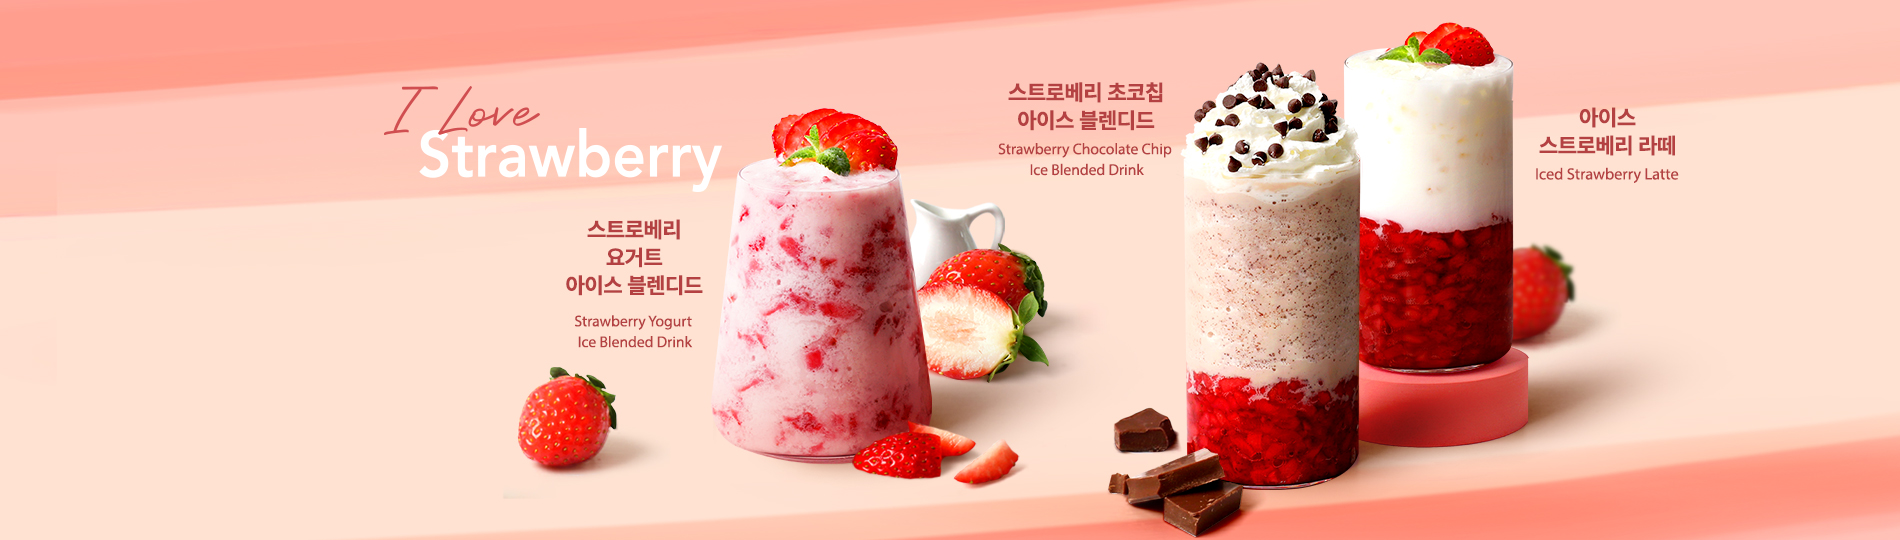 I Love
Strawberry
스트로베리
요거트
아이스 블렌디드
Strawberry Yogurt
Ice Blended Drink
스트로베리 초코칩
아이스 블렌디드
Strawberry Chocolate Chip
Ice Blended Drink
아이스
스트로베리 라떼
Iced Strawberry Latte